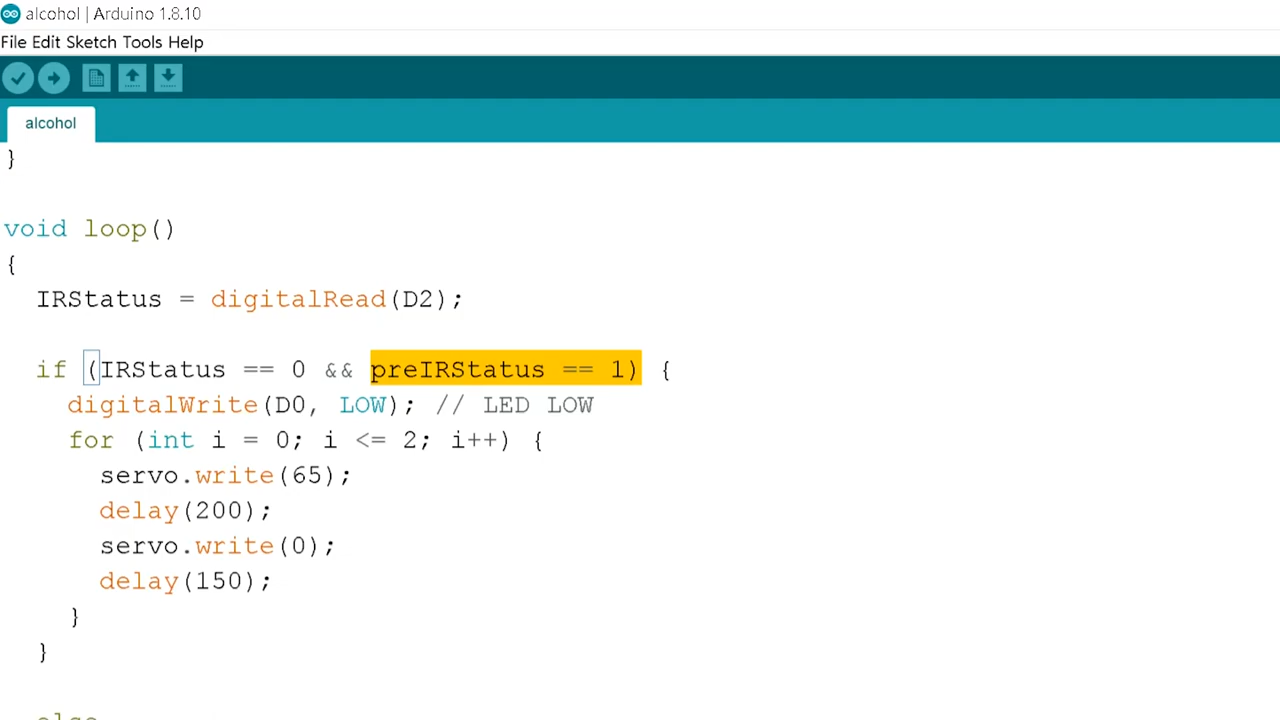 alcohol | Arduino 1.8.10
File Edit Sketch Tools Help
alcohol
}
void loop()
{
IRStatus = digitalRead(D2);
if (IRStatus == 0 && preIRStatus == 1) {
digitalWrite(D0, LOW); // LED LOW
for (int i = 0; i <= 2; i++) {
servo.write(65);
delay(200);
servo.write(0);
delay(150);
}
}
else